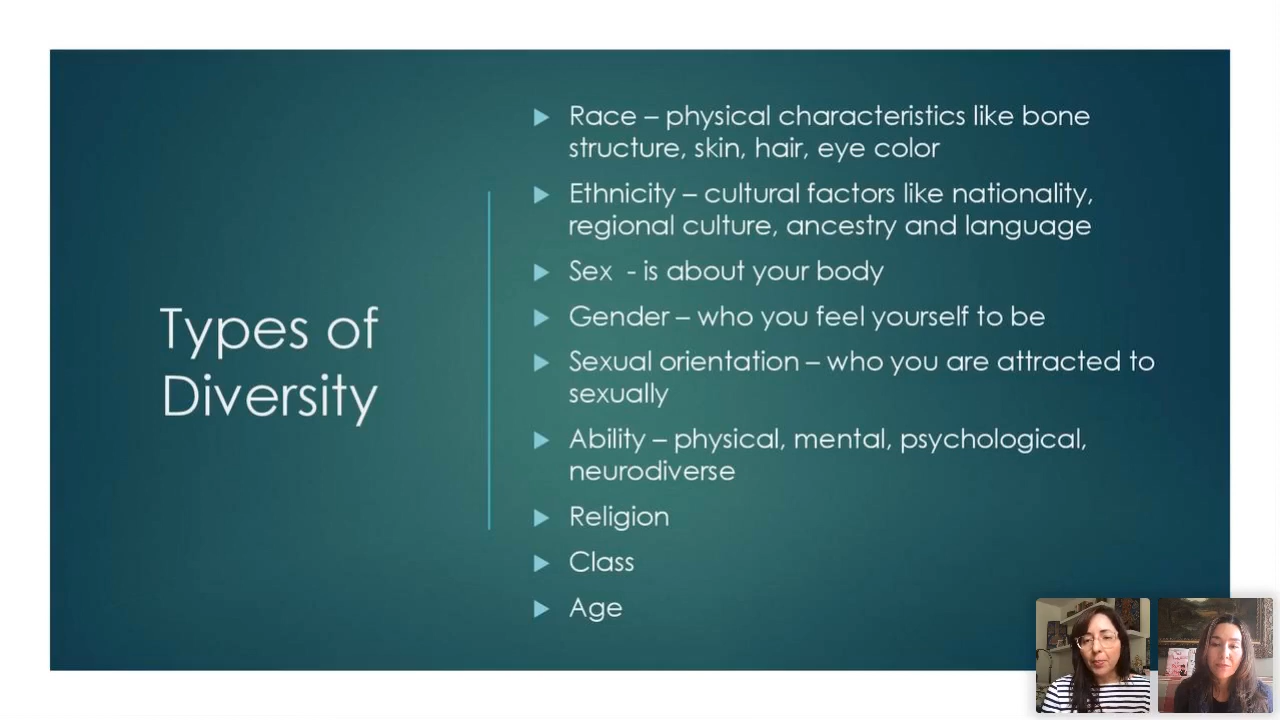 Types of
Diversity
Race – physical characteristics like bone
structure, skin, hair, eye color
Ethnicity – cultural factors like nationality,
regional culture, ancestry and language
Sex  - is about your body
Gender – who you feel yourself to be
Sexual orientation – who you are attracted to
sexually
Ability – physical, mental, psychological,
neurodiverse
Religion
Class
Age